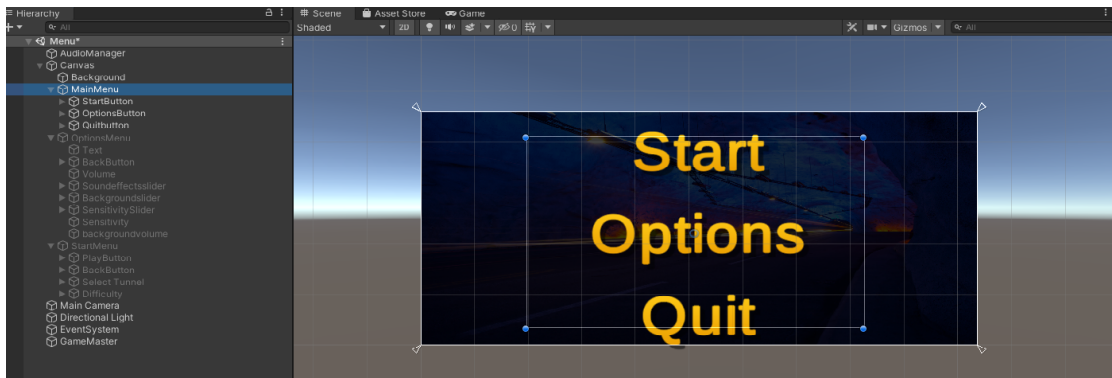 Hierarchy
All
Menu*
AudioManager
Canvas
Background
MainMenu
StartButton
OptionsButton
Quitbutton
OptionsMenu
Text
BackButton
Volume
Soundeffectsslider
Backgroundslider
SensitivitySlider
Sensitivity
backgroundvolume
StartMenu
PlayButton
BackButton
Select Tunnel
Difficulty
Main Camera
Directional Light
EventSystem
GameMaster
Scene Asset Store Game
Shaded 2D 0 Gizmos All
Start
Options
Quit